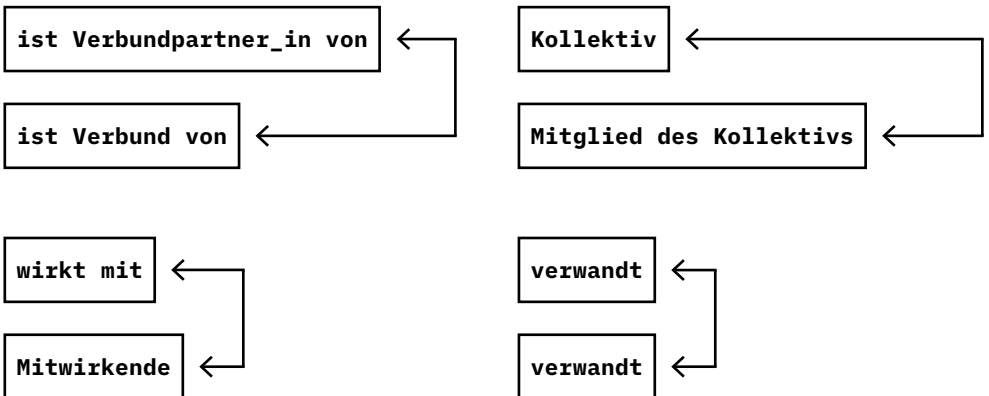 ist Verbundpartner_in von
ist Verbund von
Kollektiv
Mitglied des Kollektivs
wirkt mit
Mitwirkende
verwandt
verwandt